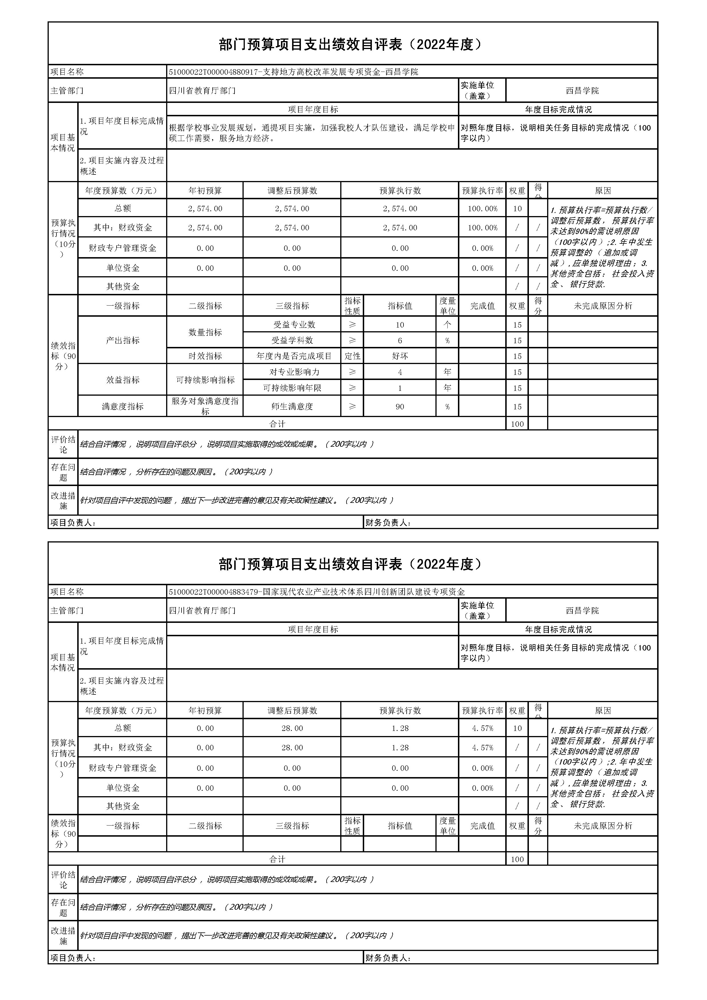 部门预算项目支出绩效自评表（2022年度）
项目名称 51000022T000004880917-支持地方高校改革发展专项资金-西昌学院
主管部门 四川省教育厅部门 实施单位（盖章） 西昌学院
项目基本情况 1.项目年度目标完成情况 项目年度目标 年度目标完成情况
根据学校事业发展规划，通提项目实施，加强我校人才队伍建设，满足学校申
硕工作需要，服务地方经济。
对照年度目标，说明相关任务目标的完成情况（100
字以内）
2.项目实施内容及过程概述
预算执行情况（10分） 年度预算数（万元） 年初预算 调整后预算数 预算执行数 预算执行率 权重 得分 原因
总额 2,574.00 2,574.00 2,574.00 100.00% 10
其中：财政资金 2,574.00 2,574.00 2,574.00 100.00% / /
财政专户管理资金 0.00 0.00 0.00 0.00% / /
单位资金 0.00 0.00 0.00 0.00% / /
其他资金 / /
1.预算执行率=预算执行数/
调整后预算数，预算执行率
未达到90%的需说明原因
（100字以内）;2.年中发生
预算调整的（追加或调
减）,应单独说明理由；3.
其他资金包括：社会投入资
金、银行贷款.
绩效指标（90分） 一级指标 二级指标 三级指标 指标性质 指标值 度量单位 完成值 权重 得分 未完成原因分析
产出指标 数量指标 受益专业数 ≥ 10 个 15
受益学科数 ≥ 6 % 15
时效指标 年度内是否完成项目 定性 好坏 15
效益指标 可持续影响指标 对专业影响力 ≥ 4 年 15
可持续影响年限 ≥ 1 年 15
满意度指标 服务对象满意度指标 师生满意度 ≥ 90 % 15
合计 100
评价结论 结合自评情况，说明项目自评总分，说明项目实施取得的成效或成果。（200字以内）
存在问题 结合自评情况，分析存在的问题及原因。（200字以内）
改进措施 针对项目自评中发现的问题，提出下一步改进完善的意见及有关政策性建议。（200字以内）
项目负责人： 财务负责人：
部门预算项目支出绩效自评表（2022年度）
项目名称 51000022T000004883479-国家现代农业产业技术体系四川创新团队建设专项资金
主管部门 四川省教育厅部门 实施单位（盖章） 西昌学院
项目基本情况 1.项目年度目标完成情况 项目年度目标 年度目标完成情况
对照年度目标，说明相关任务目标的完成情况（100
字以内）
2.项目实施内容及过程概述
预算执行情况（10分） 年度预算数（万元） 年初预算 调整后预算数 预算执行数 预算执行率 权重 得分 原因
总额 0.00 28.00 1.28 4.57% 10
其中：财政资金 0.00 28.00 1.28 4.57% / /
财政专户管理资金 0.00 0.00 0.00 0.00% / /
单位资金 0.00 0.00 0.00 0.00% / /
其他资金 / /
1.预算执行率=预算执行数/
调整后预算数，预算执行率
未达到90%的需说明原因
（100字以内）;2.年中发生
预算调整的（追加或调
减）,应单独说明理由；3.
其他资金包括：社会投入资
金、银行贷款.
绩效指标（90分） 一级指标 二级指标 三级指标 指标性质 指标值 度量单位 完成值 权重 得分 未完成原因分析
合计 100
评价结论 结合自评情况，说明项目自评总分，说明项目实施取得的成效或成果。（200字以内）
存在问题 结合自评情况，分析存在的问题及原因。（200字以内）
改进措施 针对项目自评中发现的问题，提出下一步改进完善的意见及有关政策性建议。（200字以内）
项目负责人： 财务负责人：